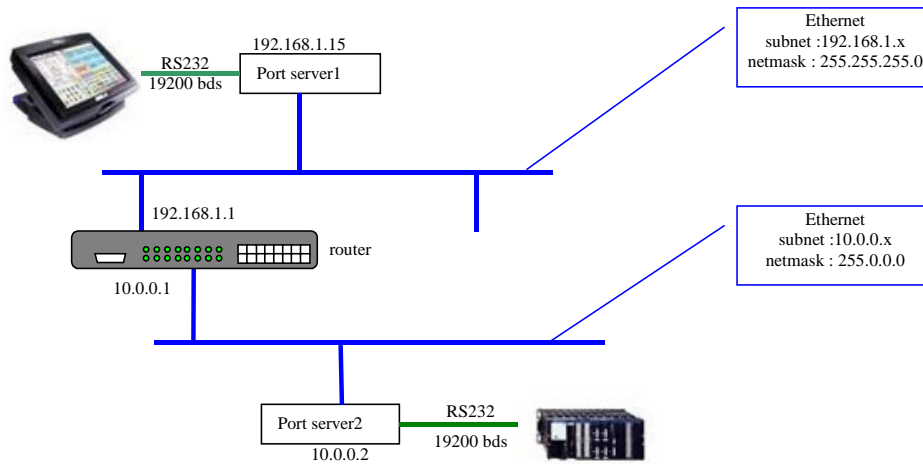 Ethernet
subnet :192.168.1.x
netmask : 255.255.255.0
192.168.1.15
RS232
19200 bds
Port server1
192.168.1.1
router
10.0.0.1
Ethernet
subnet :10.0.0.x
netmask : 255.0.0.0
Port server2
10.0.0.2
RS232
19200 bds